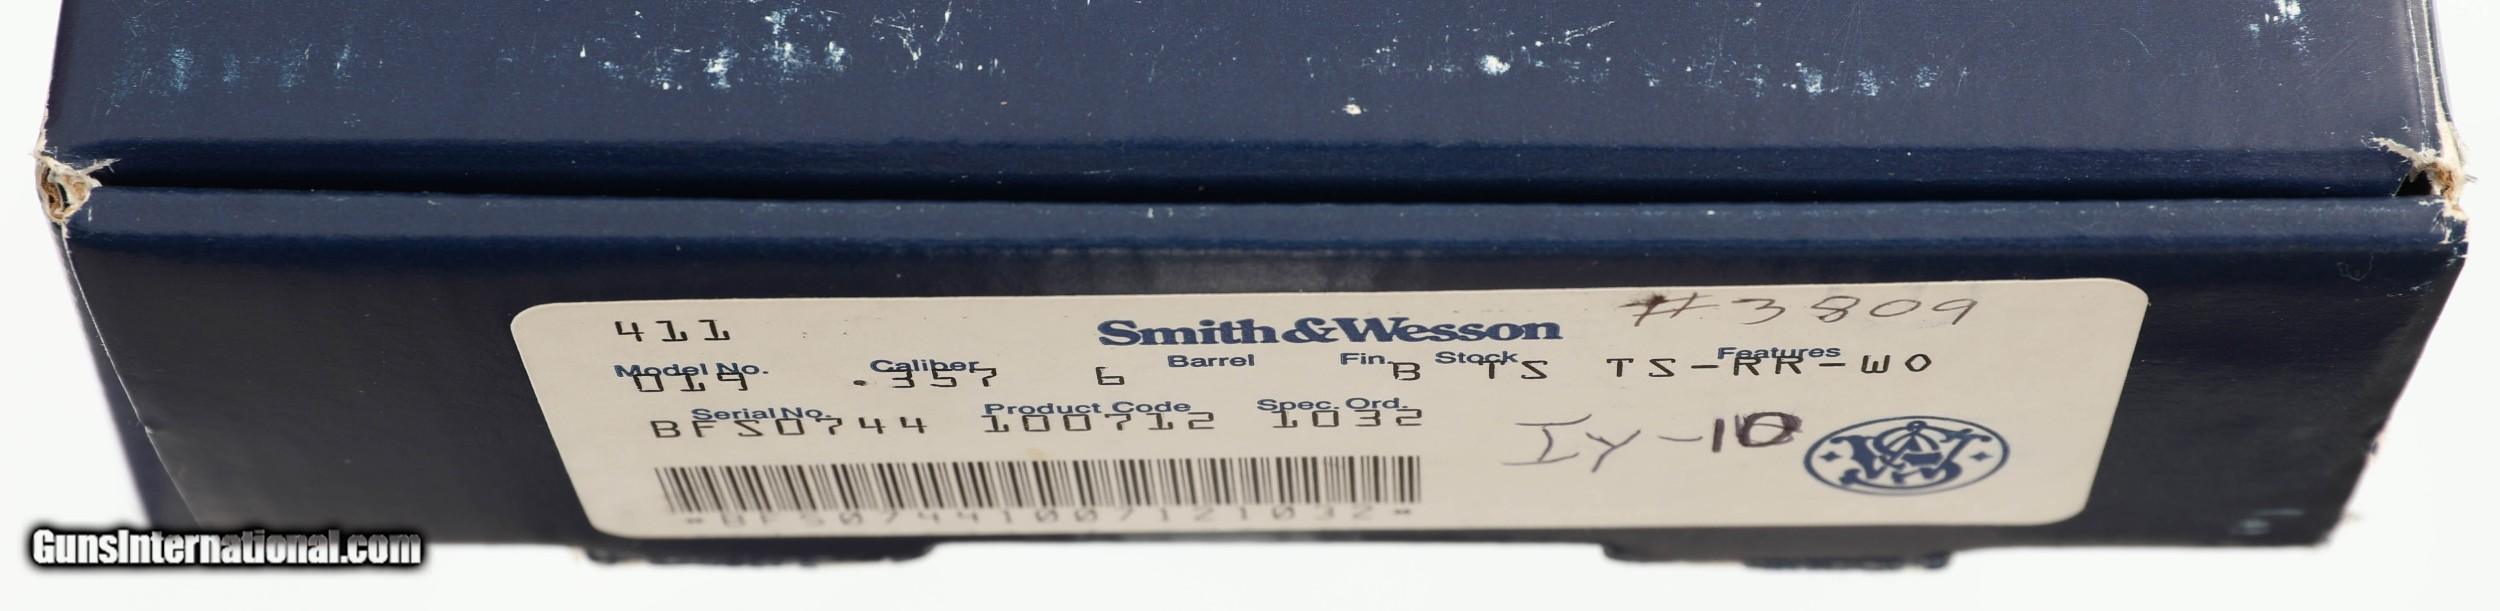 411 Smith & Wesson #3809
Model No. Caliber Barrel Fin. Stock Features
019 .357 6 B TS TS-RR-WO
Serial No. Product Code Spec. Ord.
BFS0744 100712 1032
IY-10
*BFS07441007121032*
GunsInternational.com